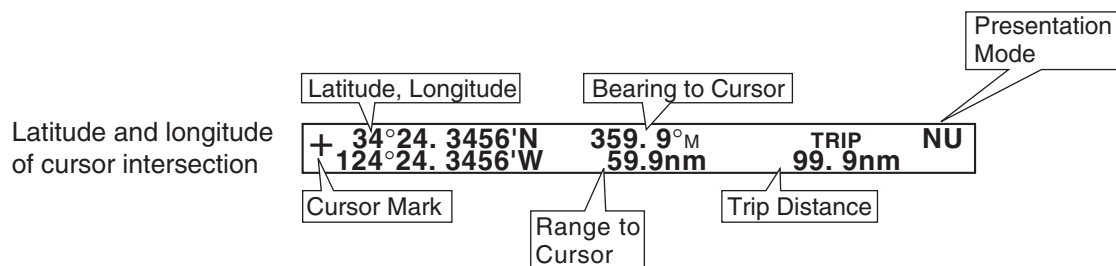 Presentation
Mode
Latitude, Longitude
Bearing to Cursor
Latitude and longitude
of cursor intersection
+ 34°24. 3456'N 359. 9°M TRIP NU
124°24. 3456'W 59.9nm 99. 9nm
Cursor Mark
Range to
Cursor
Trip Distance